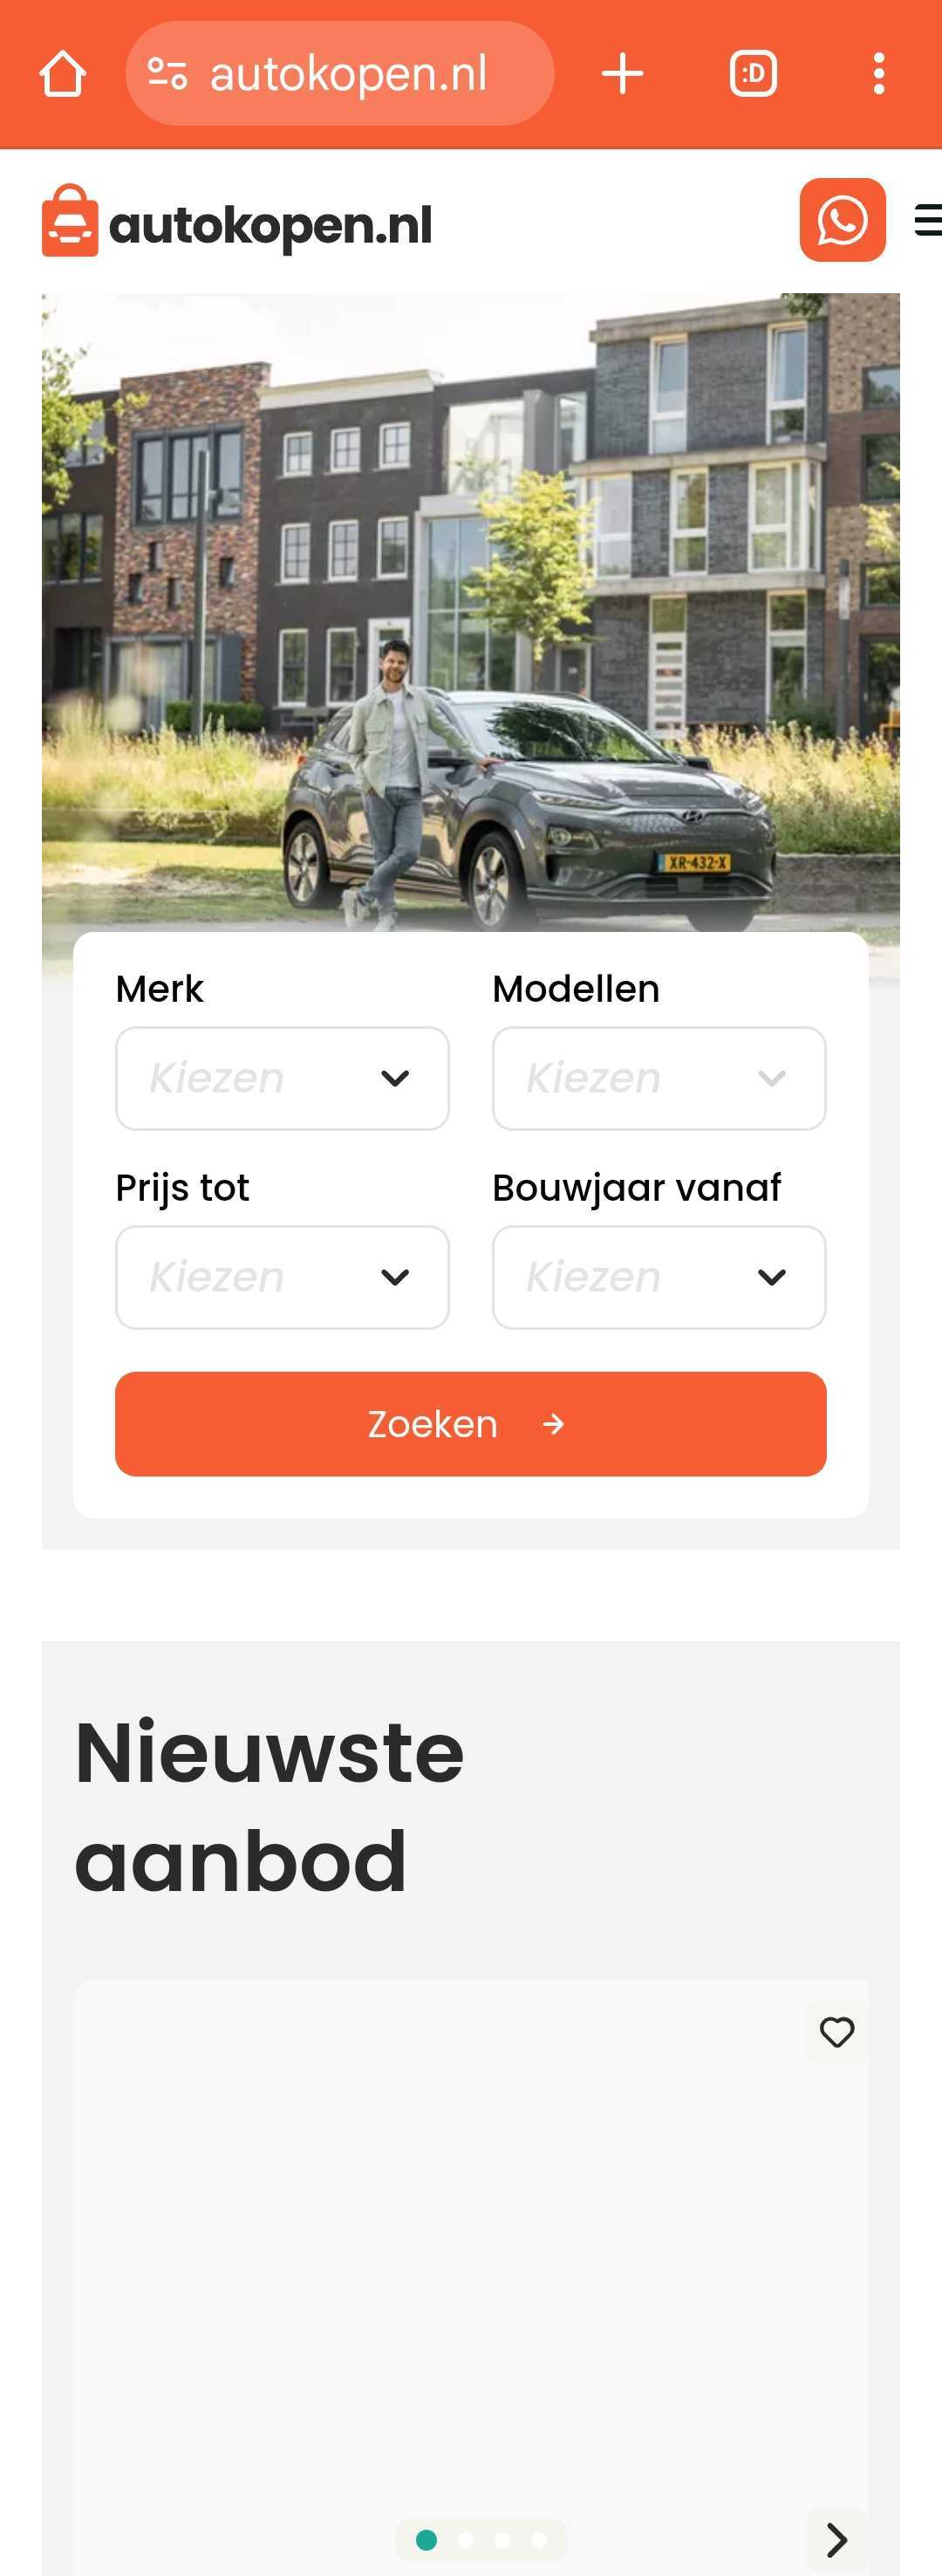 autokopen.nl
:D
autokopen.nl
XR-432-X
Merk
Modellen
Kiezen
Kiezen
Prijs tot
Bouwjaar vanaf
Kiezen
Kiezen
Zoeken
Nieuwste
aanbod